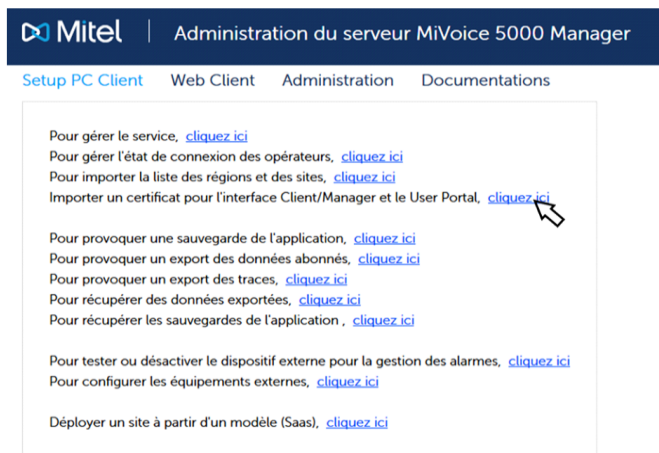 Mitel | Administration du serveur MiVoice 5000 Manager
Setup PC Client Web Client Administration Documentations
Pour gérer le service, cliquez ici
Pour gérer l'état de connexion des opérateurs, cliquez ici
Pour importer la liste des régions et des sites, cliquez ici
Importer un certificat pour l'interface Client/Manager et le User Portal, cliquez ici
Pour provoquer une sauvegarde de l'application, cliquez ici
Pour provoquer un export des données abonnés, cliquez ici
Pour provoquer un export des traces, cliquez ici
Pour récupérer des données exportées, cliquez ici
Pour récupérer les sauvegardes de l'application , cliquez ici
Pour tester ou désactiver le dispositif externe pour la gestion des alarmes, cliquez ici
Pour configurer les équipements externes, cliquez ici
Déployer un site à partir d'un modèle (Saas), cliquez ici